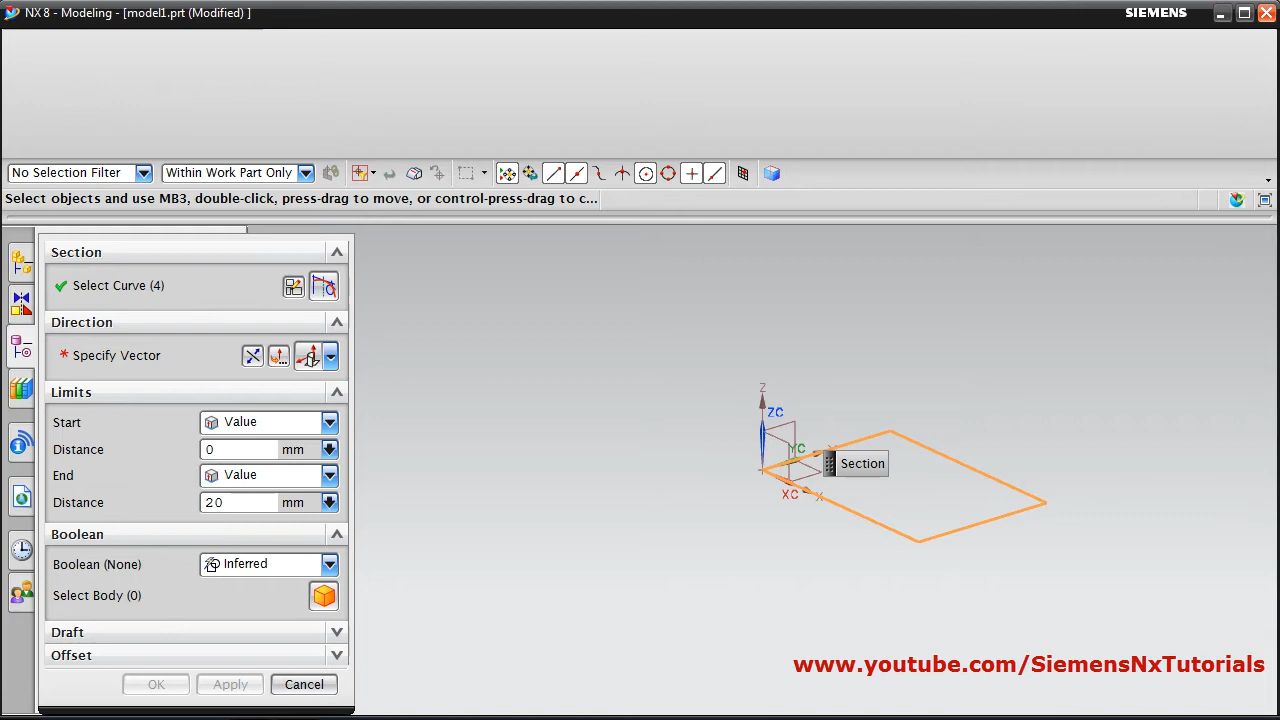 NX 8 - Modeling - [model1.prt (Modified) ]
SIEMENS
No Selection Filter
Within Work Part Only
Select objects and use MB3, double-click, press-drag to move, or control-press-drag to c...
Section
Select Curve (4)
Direction
* Specify Vector
Limits
Start
Value
Distance
0
mm
End
Value
Distance
20
mm
Boolean
Boolean (None)
Inferred
Select Body (0)
Draft
Offset
OK
Apply
Cancel
Z
ZC
YC
Section
XC
X
www.youtube.com/SiemensNxTutorials